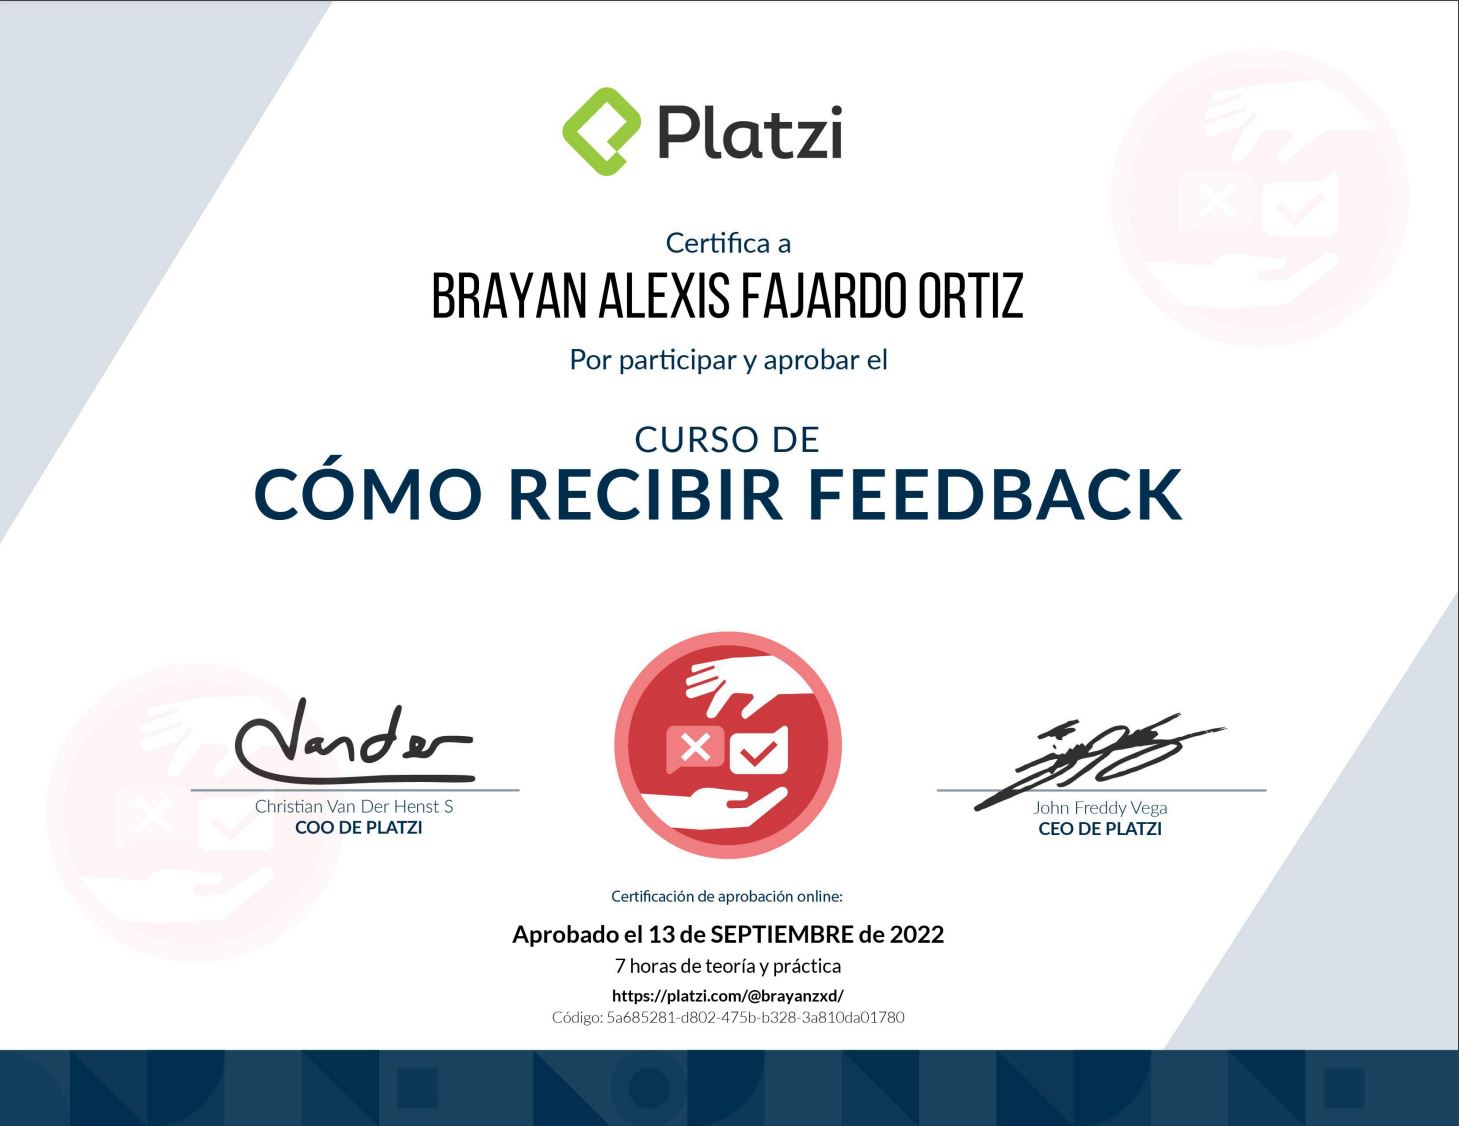 Platzi
Certifica a
BRAYAN ALEXIS FAJARDO ORTIZ
Por participar y aprobar el
CURSO DE
CÓMO RECIBIR FEEDBACK
Vander
Christian Van Der Henst S
COO DE PLATZI
John Freddy Vega
CEO DE PLATZI
Certificación de aprobación online:
Aprobado el 13 de SEPTIEMBRE de 2022
7 horas de teoría y práctica
https://platzi.com/@brayanzxd/
Código: 5a685281-d802-475b-b328-3a810da01780